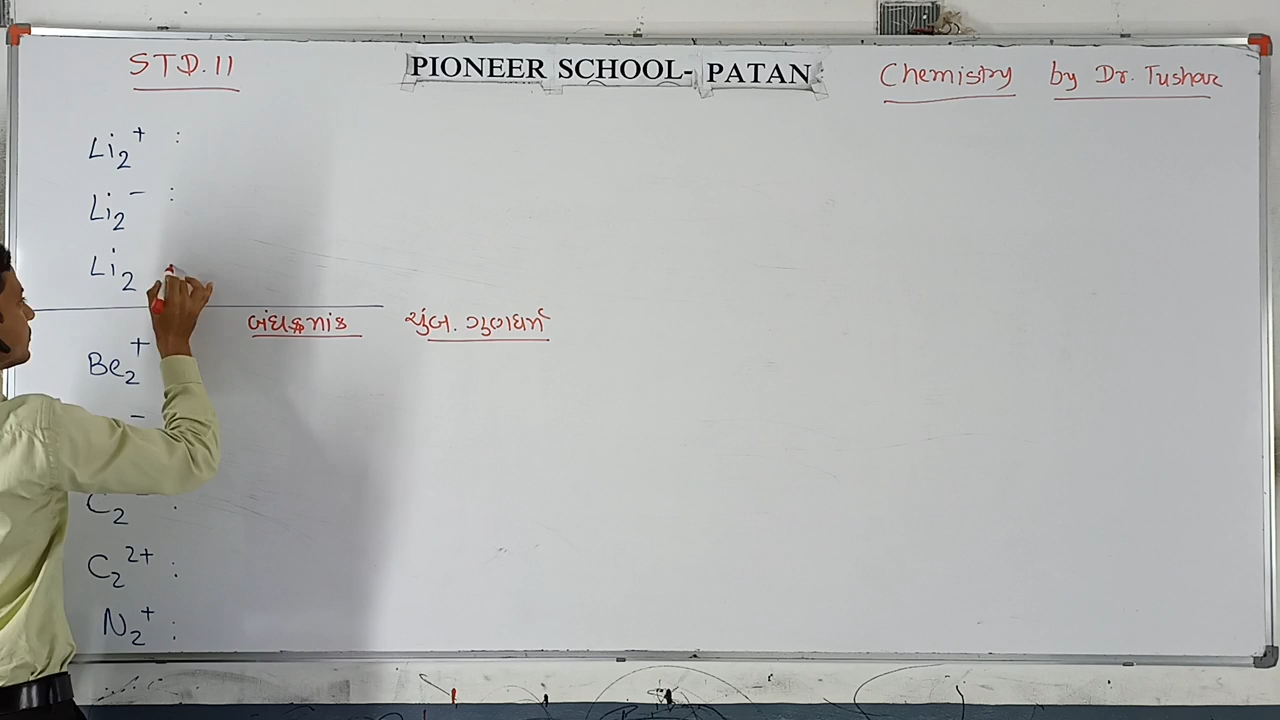 STD.11 PIONEER SCHOOL- PATAN Chemistry by Dr. Tushar
Li₂⁺ :
Li₂⁻ :
Li₂
બંધક્રમાંક ચુંબ. ગુણધર્મ
Be₂⁺
⁻
C₂
C₂²⁺ :
N₂⁺ :